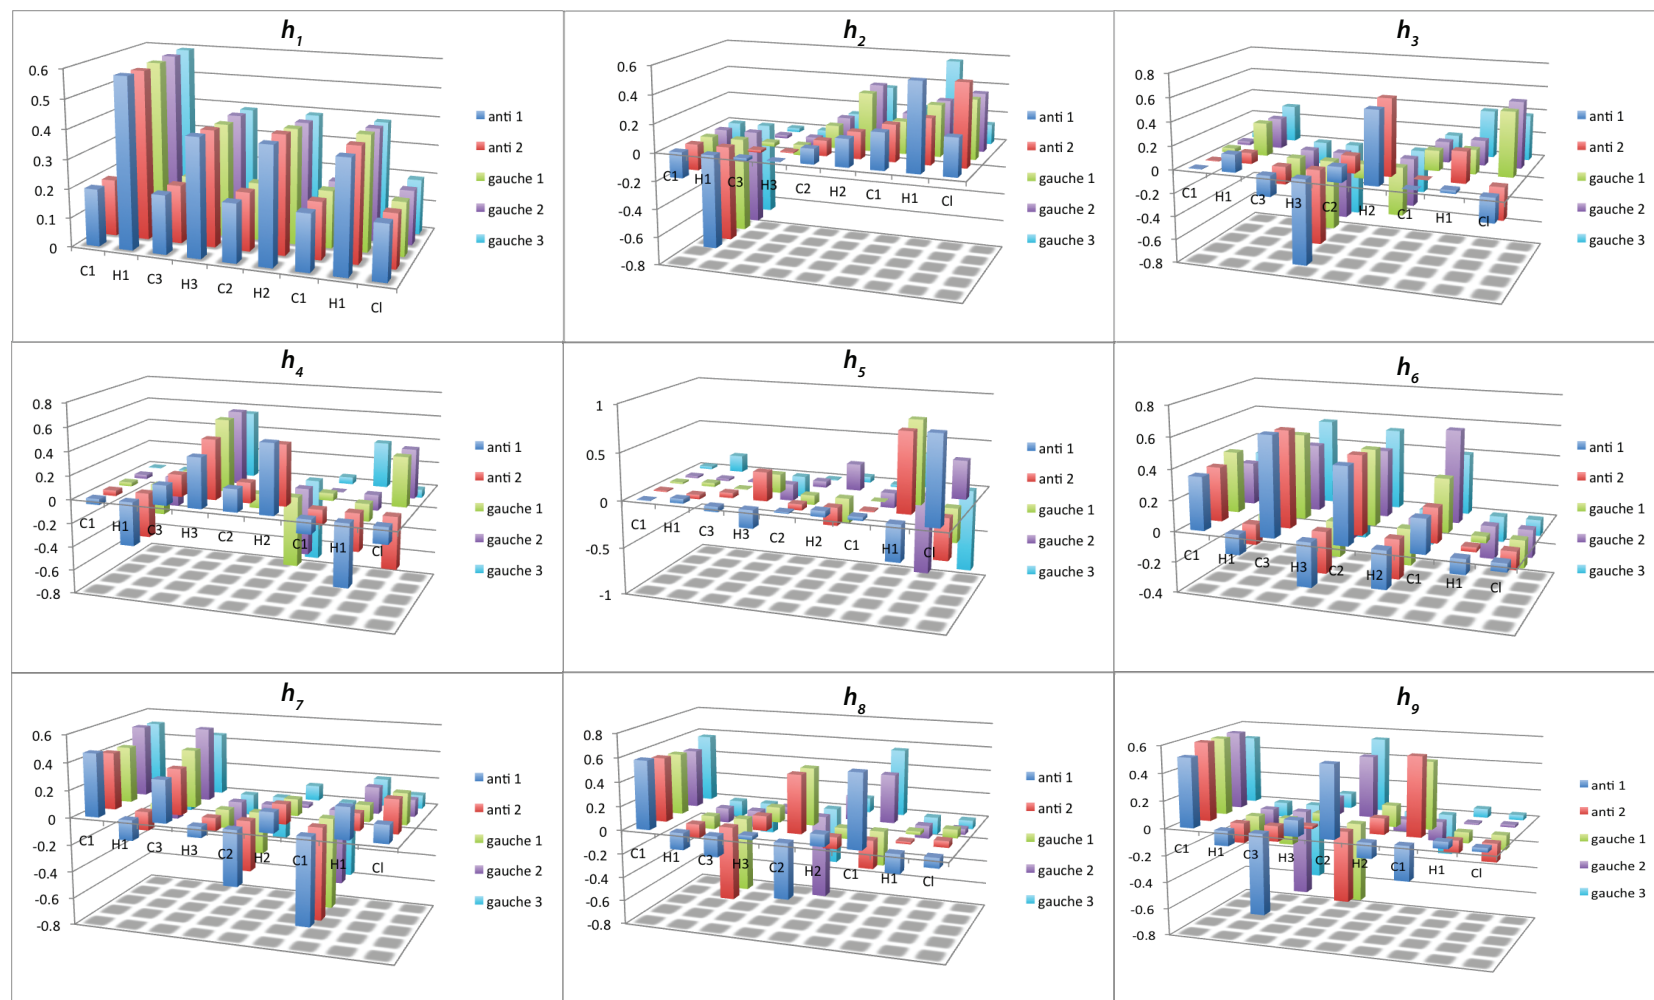 h1
0.6
0.5
0.4
0.3
0.2
0.1
0
C1 H1 C3 H3 C2 H2 C1 H1 Cl
anti 1
anti 2
gauche 1
gauche 2
gauche 3
h2
0.6
0.4
0.2
0
-0.2
-0.4
-0.6
-0.8
C1 H1 C3 H3 C2 H2 C1 H1 Cl
anti 1
anti 2
gauche 1
gauche 2
gauche 3
h3
0.8
0.6
0.4
0.2
0
-0.2
-0.4
-0.6
-0.8
C1 H1 C3 H3 C2 H2 C1 H1 Cl
anti 1
anti 2
gauche 1
gauche 2
gauche 3
h4
0.8
0.6
0.4
0.2
0
-0.2
-0.4
-0.6
-0.8
C1 H1 C3 H3 C2 H2 C1 H1 Cl
anti 1
anti 2
gauche 1
gauche 2
gauche 3
h5
1
0.5
0
-0.5
-1
C1 H1 C3 H3 C2 H2 C1 H1 Cl
anti 1
anti 2
gauche 1
gauche 2
gauche 3
h6
0.8
0.6
0.4
0.2
0
-0.2
-0.4
C1 H1 C3 H3 C2 H2 C1 H1 Cl
anti 1
anti 2
gauche 1
gauche 2
gauche 3
h7
0.6
0.4
0.2
0
-0.2
-0.4
-0.6
-0.8
C1 H1 C3 H3 C2 H2 C1 H1 Cl
anti 1
anti 2
gauche 1
gauche 2
gauche 3
h8
0.8
0.6
0.4
0.2
0
-0.2
-0.4
-0.6
-0.8
C1 H1 C3 H3 C2 H2 C1 H1 Cl
anti 1
anti 2
gauche 1
gauche 2
gauche 3
h9
0.6
0.4
0.2
0
-0.2
-0.4
-0.6
-0.8
C1 H1 C3 H3 C2 H2 C1 H1 Cl
anti 1
anti 2
gauche 1
gauche 2
gauche 3